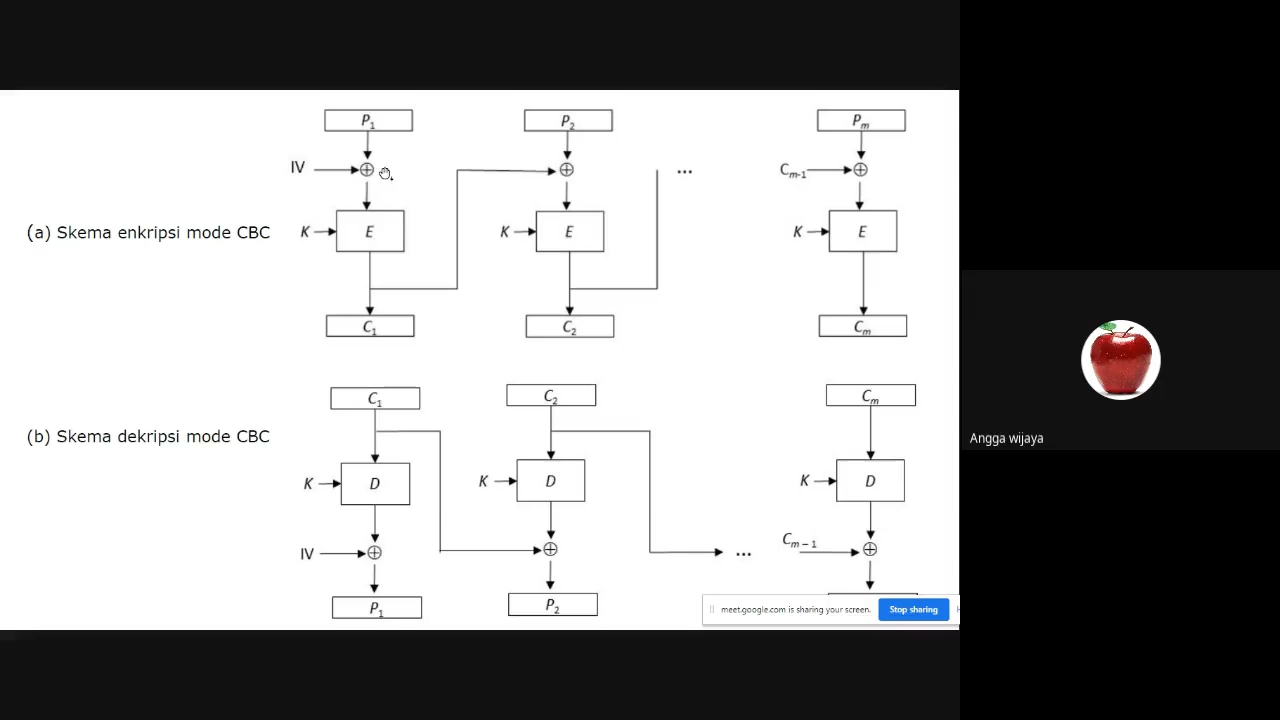 P1 P2 Pm
IV ... Cm-1
(a) Skema enkripsi mode CBC K E K E K E
C1 C2 Cm
C1 C2 Cm
(b) Skema dekripsi mode CBC
K D K D K D
IV ... Cm – 1
P1 P2
meet.google.com is sharing your screen. Stop sharing
Angga wijaya